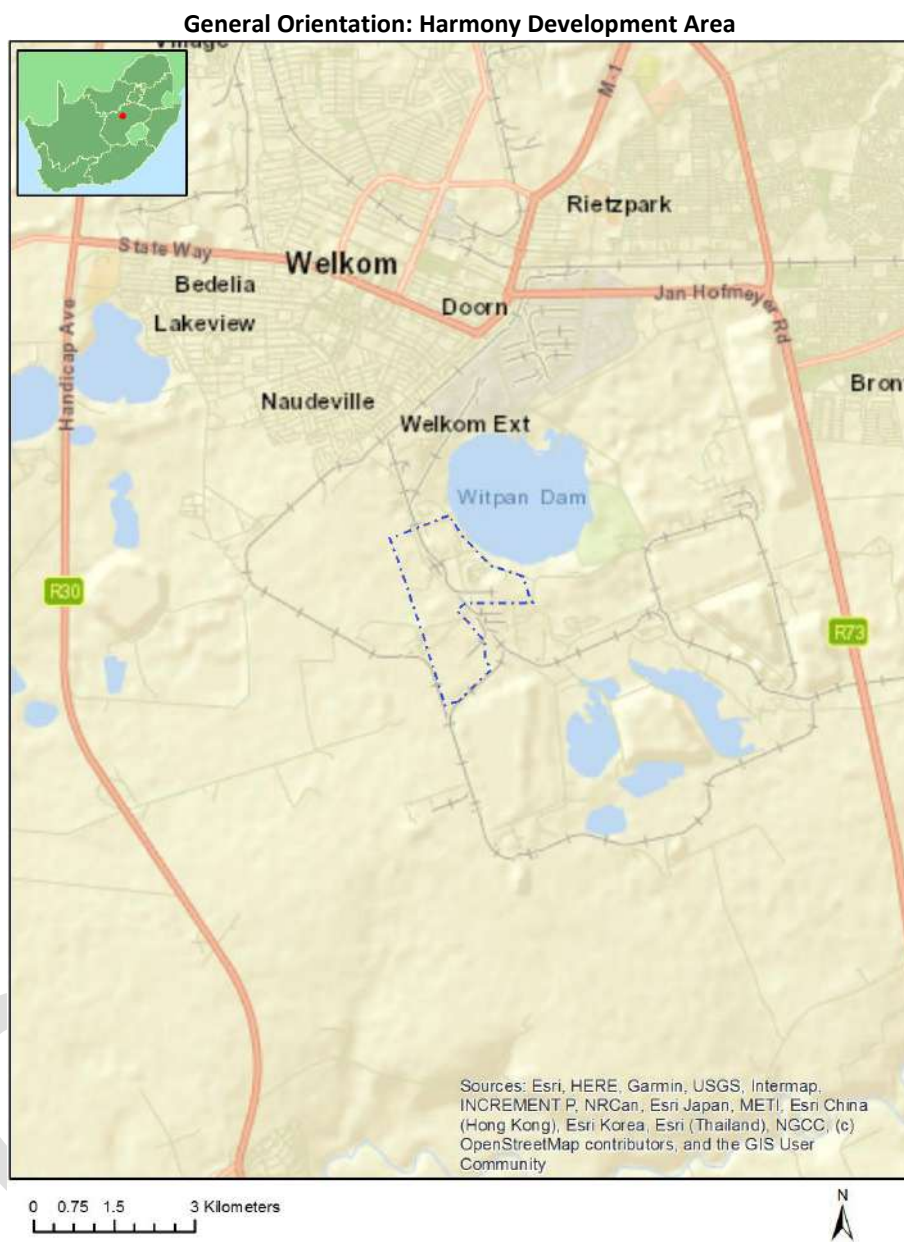 General Orientation: Harmony Development Area
Village
M-1
Rietzpark
State Way
Welkom
Bedelia
Doorn
Jan Hofmeyer Rd
Lakeview
Handicap Ave
Naudeville
Bron
Welkom Ext
Witpan Dam
R30
R73
Sources: Esri, HERE, Garmin, USGS, Intermap,
INCREMENT P, NRCan, Esri Japan, METI, Esri China
(Hong Kong), Esri Korea, Esri (Thailand), NGCC, (c)
OpenStreetMap contributors, and the GIS User
Community
0 0.75 1.5 3 Kilometers
N